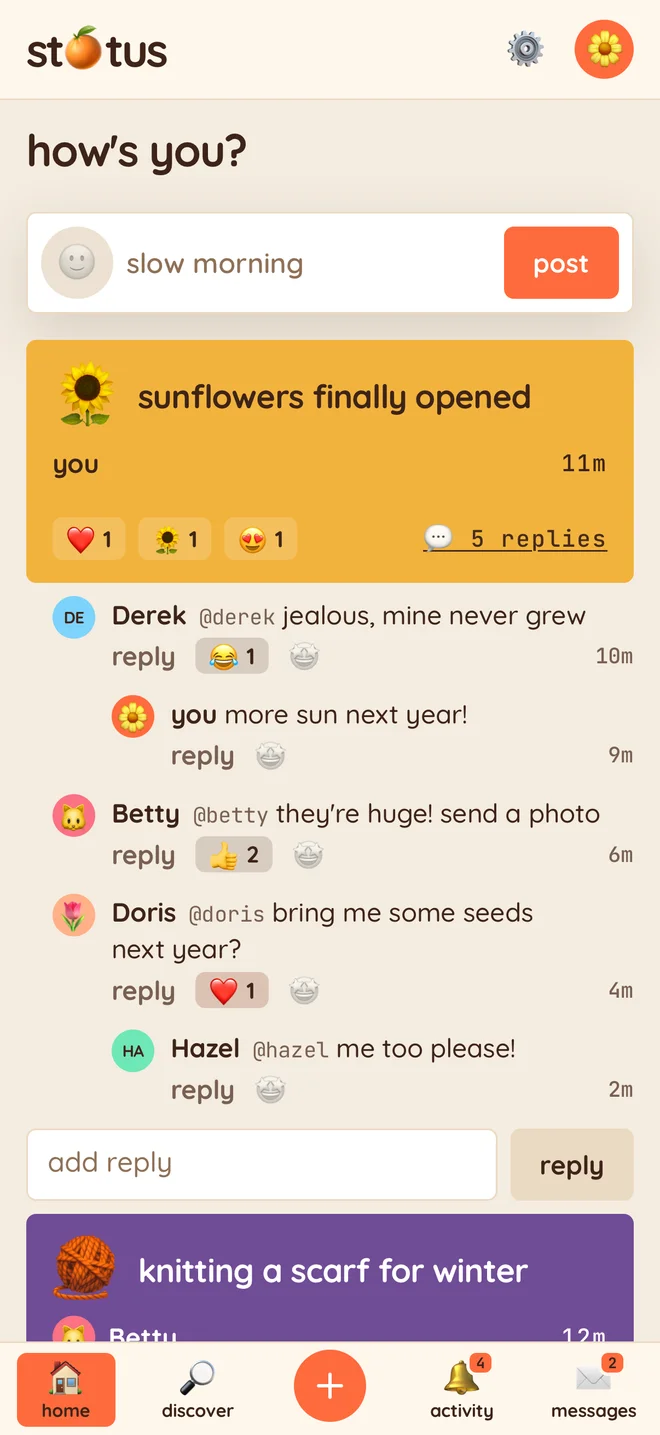 st🍊tus
how's you?
slow morning
post
sunflowers finally opened
you 11m
❤️ 1 🌻 1 😍 1 💬 5 replies
DE Derek @derek jealous, mine never grew
reply 😂 1 10m
you more sun next year!
reply 9m
Betty @betty they're huge! send a photo
reply 👍 2 6m
Doris @doris bring me some seeds
next year?
reply ❤️ 1 4m
HA Hazel @hazel me too please!
reply 2m
add reply
reply
knitting a scarf for winter
Betty 12m
4 2
home discover + activity messages